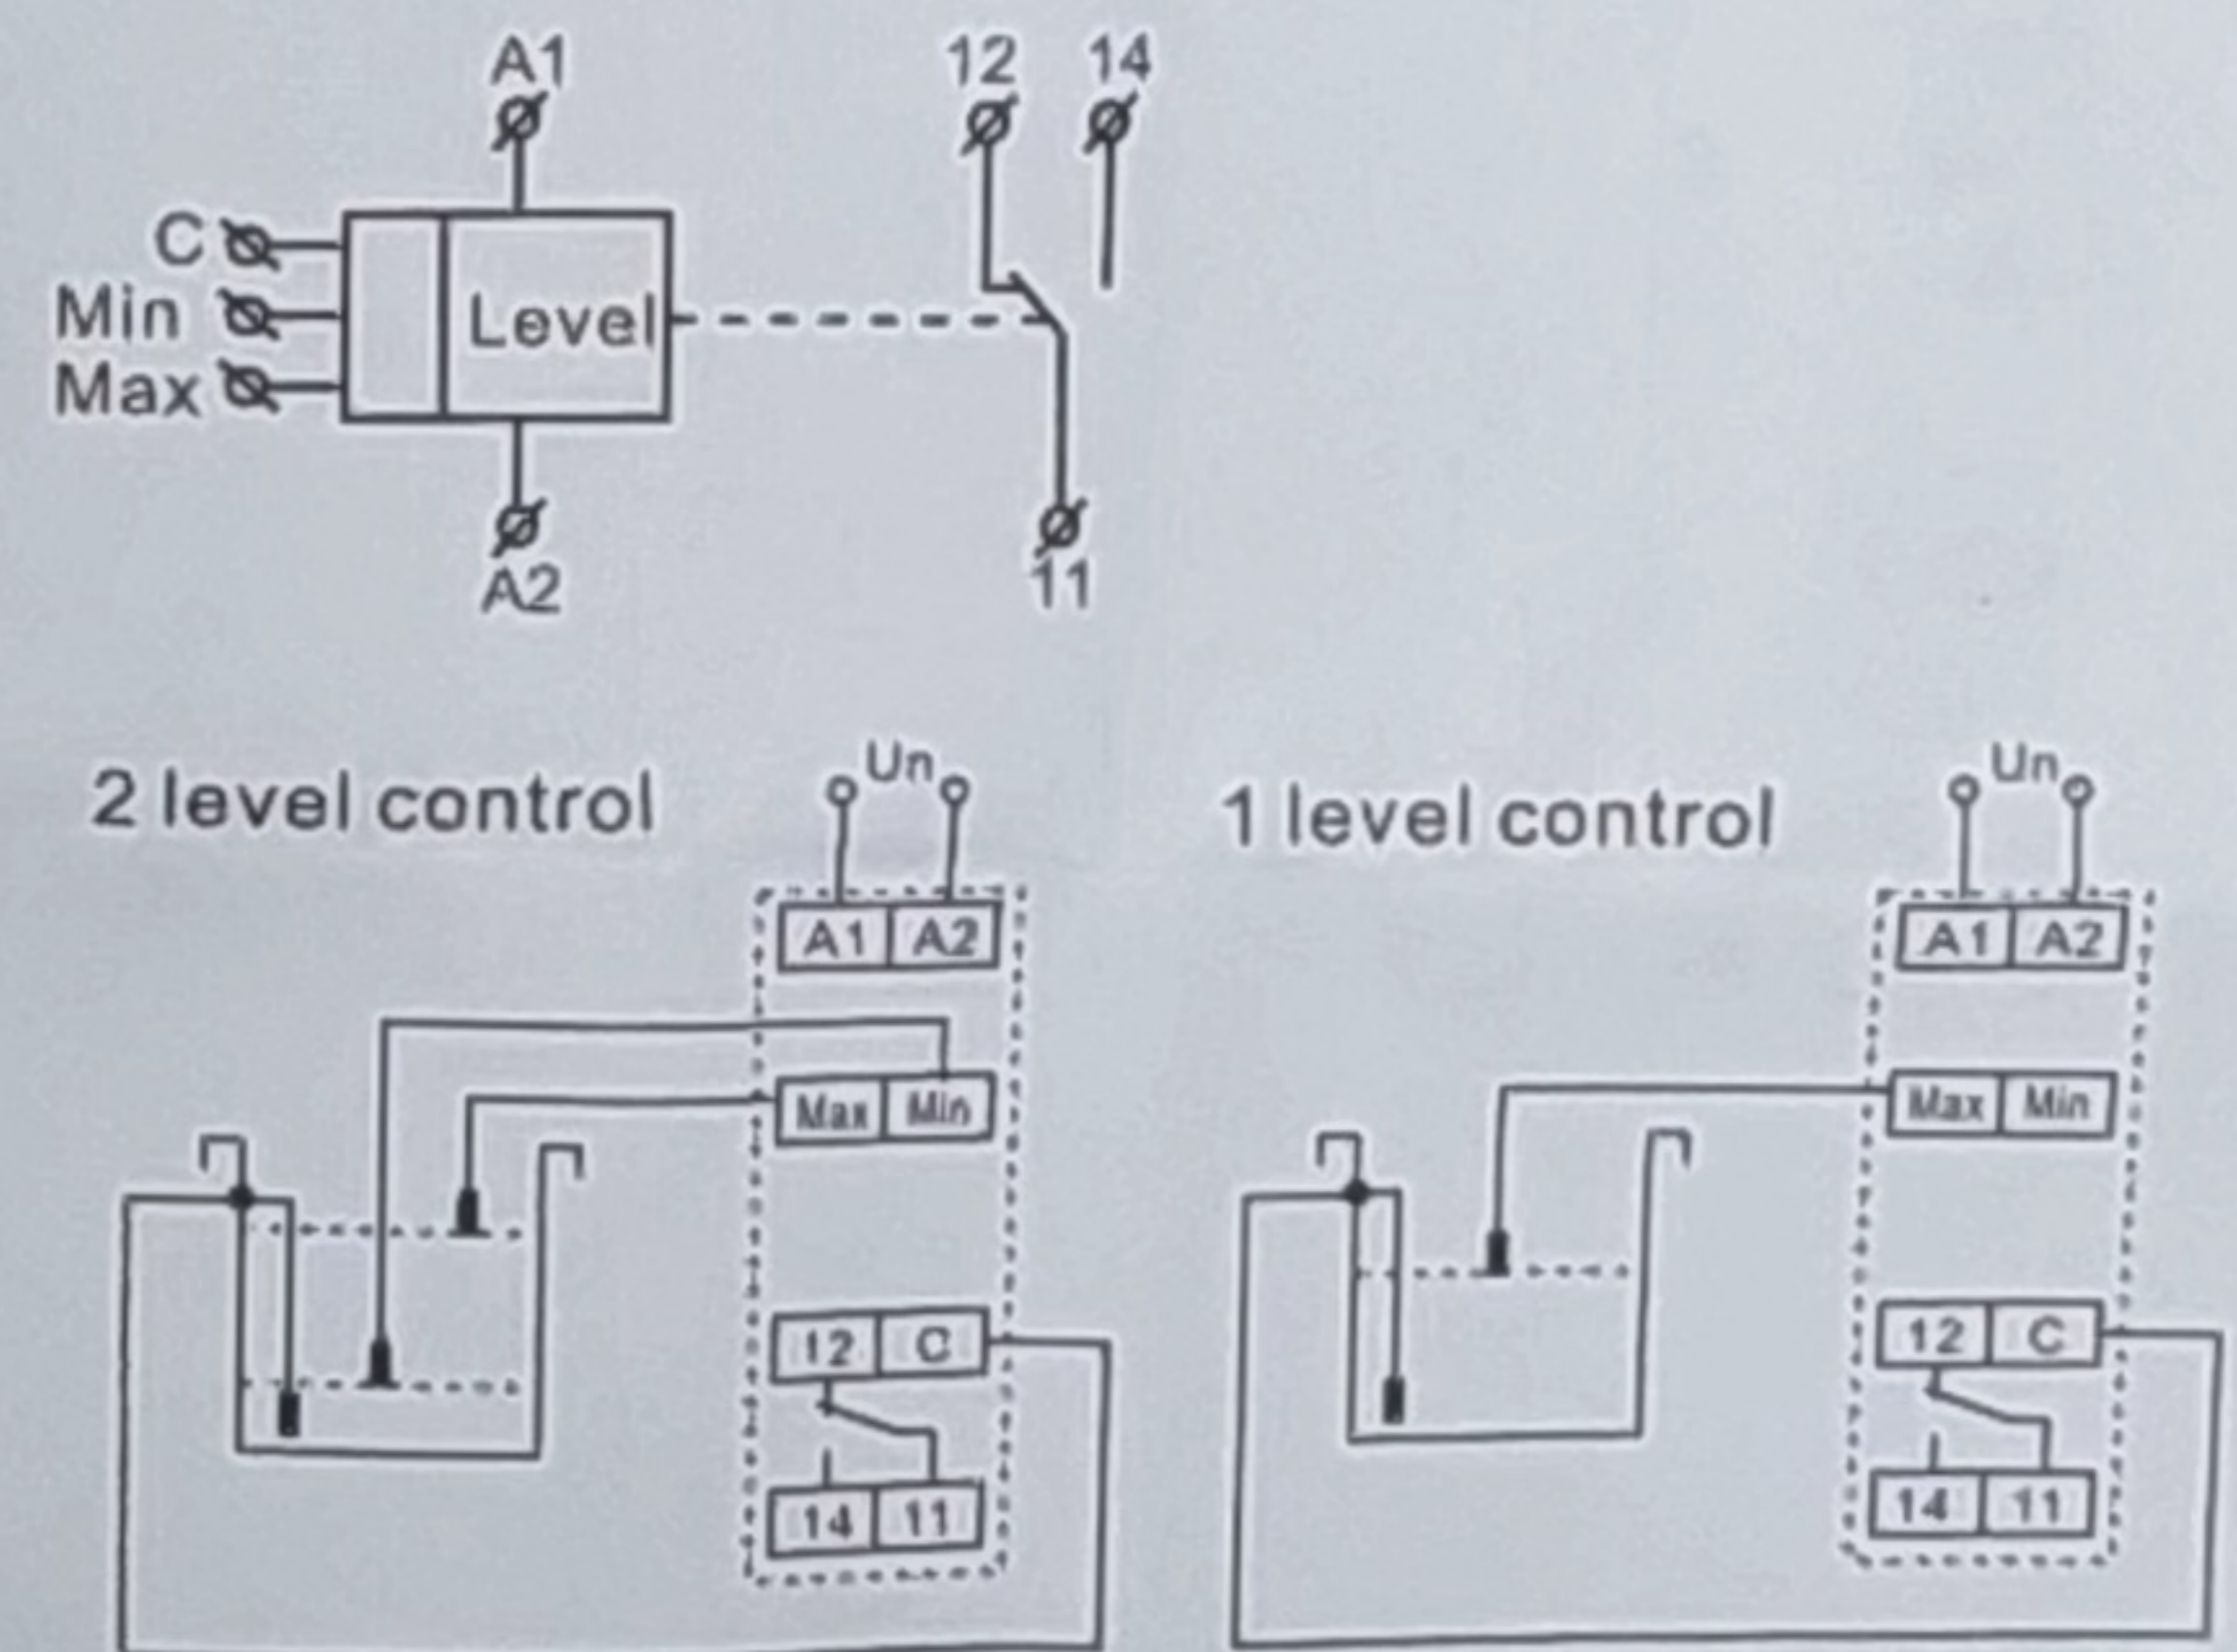 A1
12 14
C
Min
Max
Level
A2
11
2 level control
Un
A1 A2
Max Min
12 C
14 11
1 level control
Un
A1 A2
Max Min
12 C
14 11